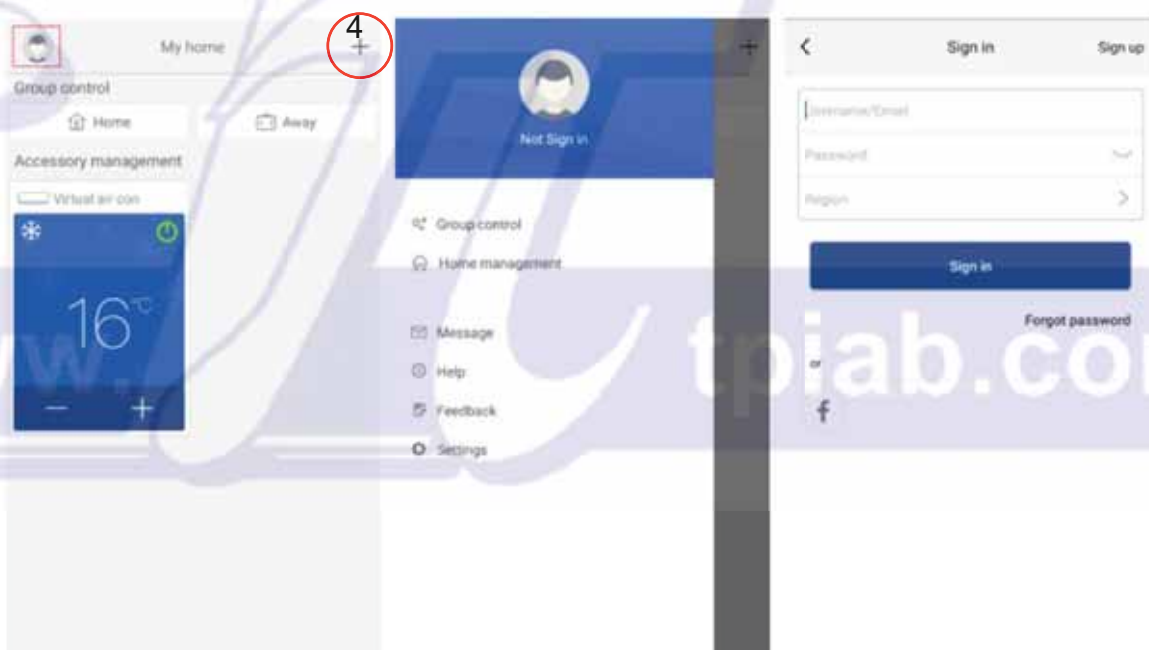 4
My home
Group control
Home
Away
Accessory management
Virtual air con
16°C
Not Sign in
Group control
Home management
Message
Help
Feedback
Settings
Sign in
Sign up
Username/Email
Password
Region
Sign in
Forgot password
or
f
tpiab.co